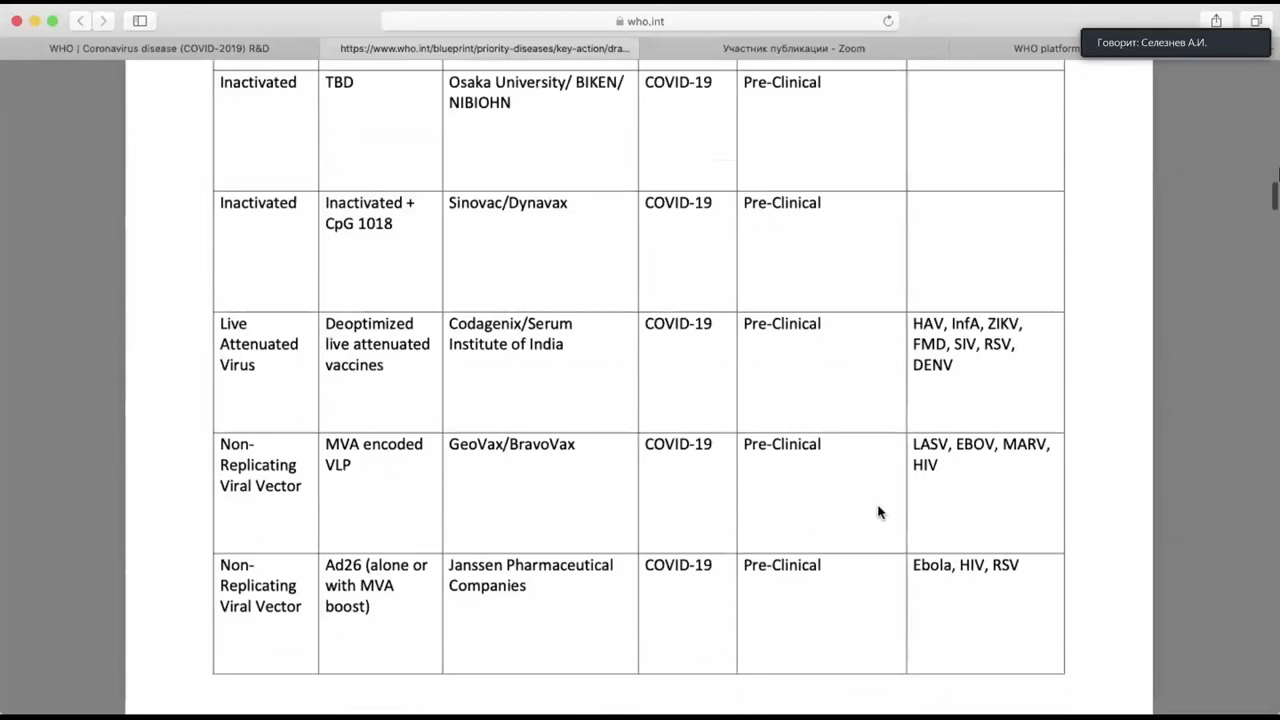 who.int
WHO | Coronavirus disease (COVID-2019) R&D
https://www.who.int/blueprint/priority-diseases/key-action/dra...
Участник публикации - Zoom
WHO platform
Говорит: Селезнев А.И.
Inactivated
TBD
Osaka University/ BIKEN/
NIBIOHN
COVID-19
Pre-Clinical
Inactivated
Inactivated +
CpG 1018
Sinovac/Dynavax
COVID-19
Pre-Clinical
Live
Attenuated
Virus
Deoptimized
live attenuated
vaccines
Codagenix/Serum
Institute of India
COVID-19
Pre-Clinical
HAV, InfA, ZIKV,
FMD, SIV, RSV,
DENV
Non-
Replicating
Viral Vector
MVA encoded
VLP
GeoVax/BravoVax
COVID-19
Pre-Clinical
LASV, EBOV, MARV,
HIV
Non-
Replicating
Viral Vector
Ad26 (alone or
with MVA
boost)
Janssen Pharmaceutical
Companies
COVID-19
Pre-Clinical
Ebola, HIV, RSV